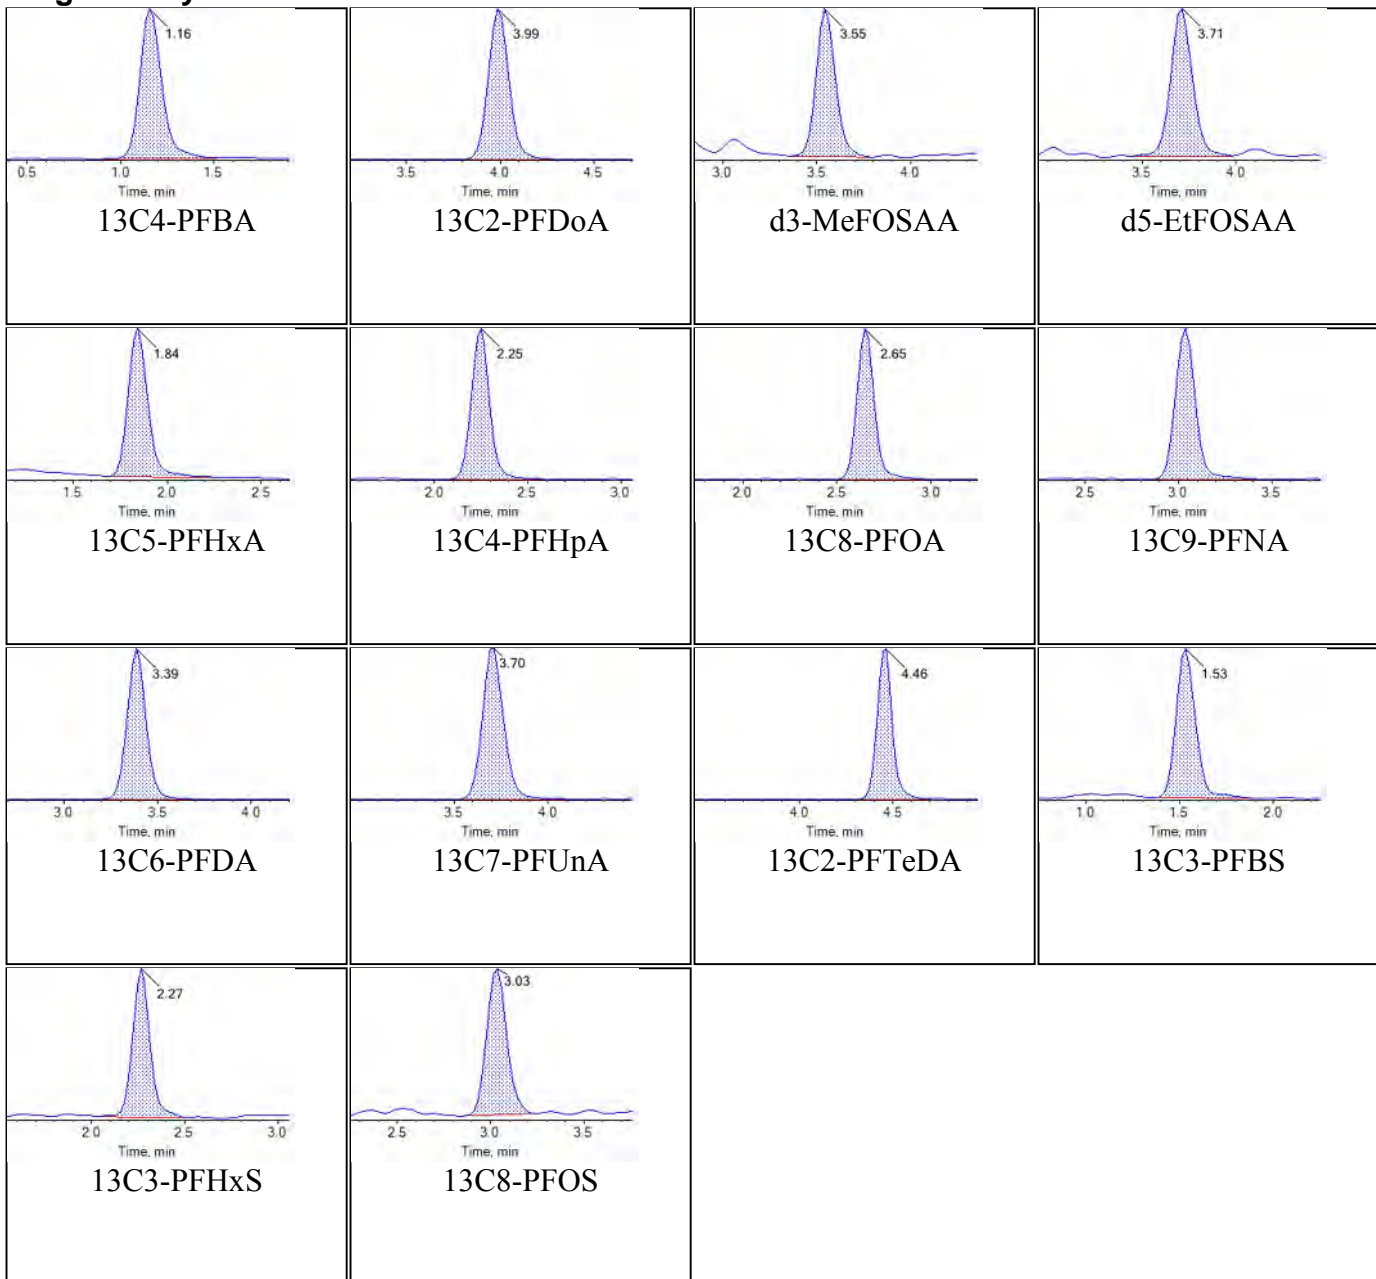 1.16
0.5 1.0 1.5
Time, min
13C4-PFBA
3.99
3.5 4.0 4.5
Time, min
13C2-PFDoA
3.55
3.0 3.5 4.0
Time, min
d3-MeFOSAA
3.71
3.5 4.0
Time, min
d5-EtFOSAA
1.84
1.5 2.0 2.5
Time, min
13C5-PFHxA
2.25
2.0 2.5 3.0
Time, min
13C4-PFHpA
2.65
2.0 2.5 3.0
Time, min
13C8-PFOA
2.5 3.0 3.5
Time, min
13C9-PFNA
3.39
3.0 3.5 4.0
Time, min
13C6-PFDA
3.70
3.5 4.0
Time, min
13C7-PFUnA
4.46
4.0 4.5
Time, min
13C2-PFTeDA
1.53
1.0 1.5 2.0
Time, min
13C3-PFBS
2.27
2.0 2.5 3.0
Time, min
13C3-PFHxS
3.03
2.5 3.0 3.5
Time, min
13C8-PFOS